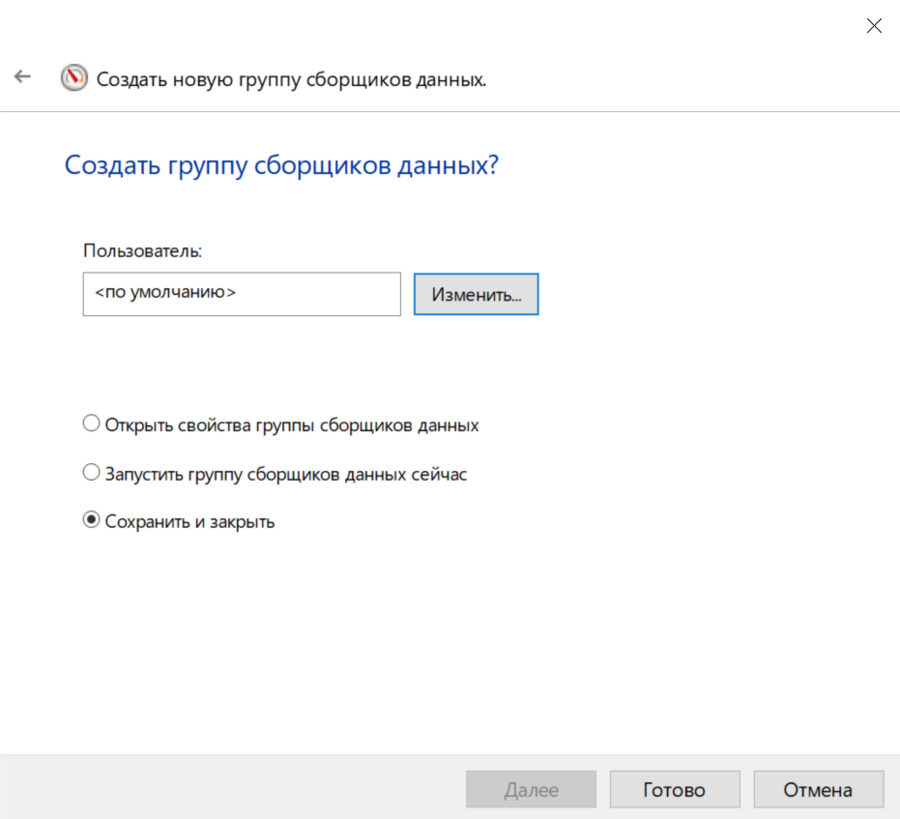 Создать новую группу сборщиков данных.
Создать группу сборщиков данных?
Пользователь:
<по умолчанию>
Изменить...
Открыть свойства группы сборщиков данных
Запустить группу сборщиков данных сейчас
Сохранить и закрыть
Далее
Готово
Отмена